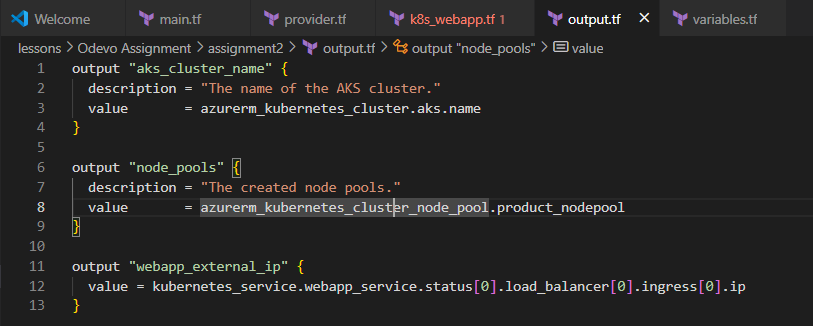 Welcome main.tf provider.tf k8s_webapp.tf 1 output.tf × variables.tf
lessons > Odevo Assignment > assignment2 > output.tf > output "node_pools" > value
1 output "aks_cluster_name" {
2   description = "The name of the AKS cluster."
3   value       = azurerm_kubernetes_cluster.aks.name
4 }
5
6 output "node_pools" {
7   description = "The created node pools."
8   value       = azurerm_kubernetes_cluster_node_pool.product_nodepool
9 }
10
11 output "webapp_external_ip" {
12   value = kubernetes_service.webapp_service.status[0].load_balancer[0].ingress[0].ip
13 }